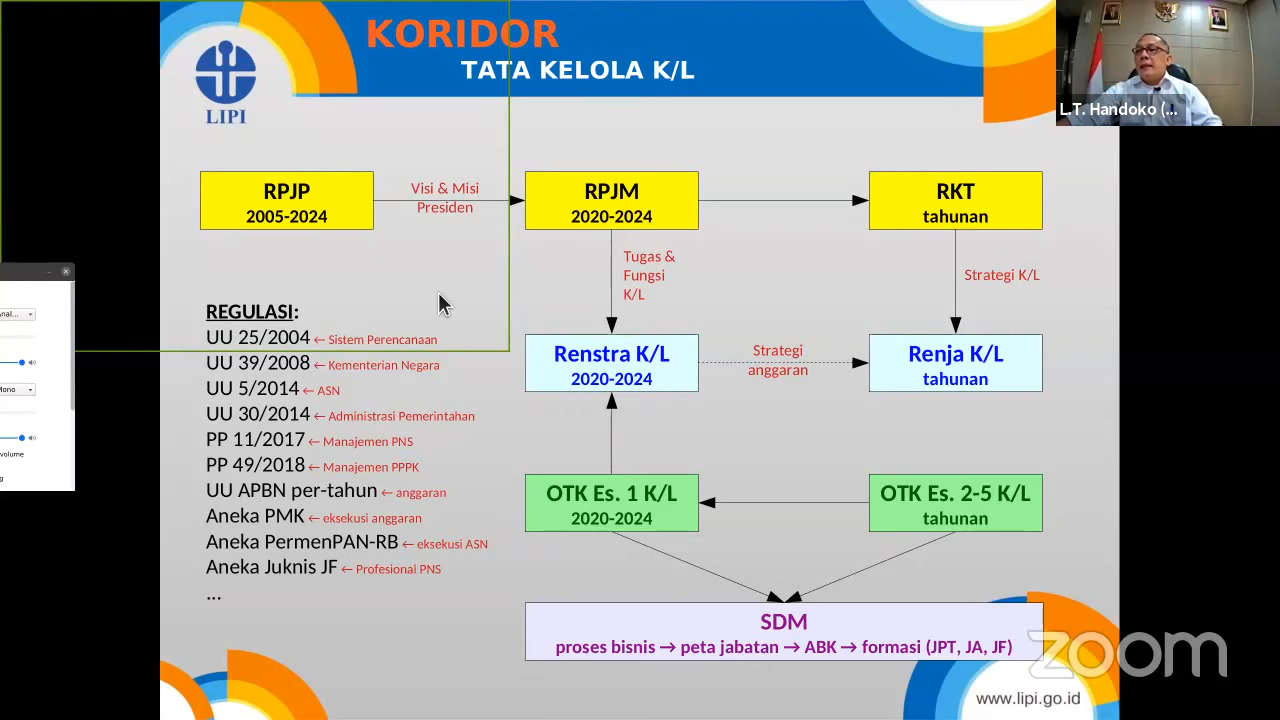 KORIDOR
TATA KELOLA K/L
LIPI
L.T. Handoko (...
RPJP
2005-2024
Visi & Misi
Presiden
RPJM
2020-2024
RKT
tahunan
Tugas &
Fungsi
K/L
Strategi K/L
REGULASI:
UU 25/2004 ← Sistem Perencanaan
UU 39/2008 ← Kementerian Negara
UU 5/2014 ← ASN
UU 30/2014 ← Administrasi Pemerintahan
PP 11/2017 ← Manajemen PNS
PP 49/2018 ← Manajemen PPPK
UU APBN per-tahun ← anggaran
Aneka PMK ← eksekusi anggaran
Aneka PermenPAN-RB ← eksekusi ASN
Aneka Juknis JF ← Profesional PNS
...
Renstra K/L
2020-2024
Strategi
anggaran
Renja K/L
tahunan
OTK Es. 1 K/L
2020-2024
OTK Es. 2-5 K/L
tahunan
SDM
proses bisnis → peta jabatan → ABK → formasi (JPT, JA, JF)
zoom
www.lipi.go.id
Anal...
Mono
volume